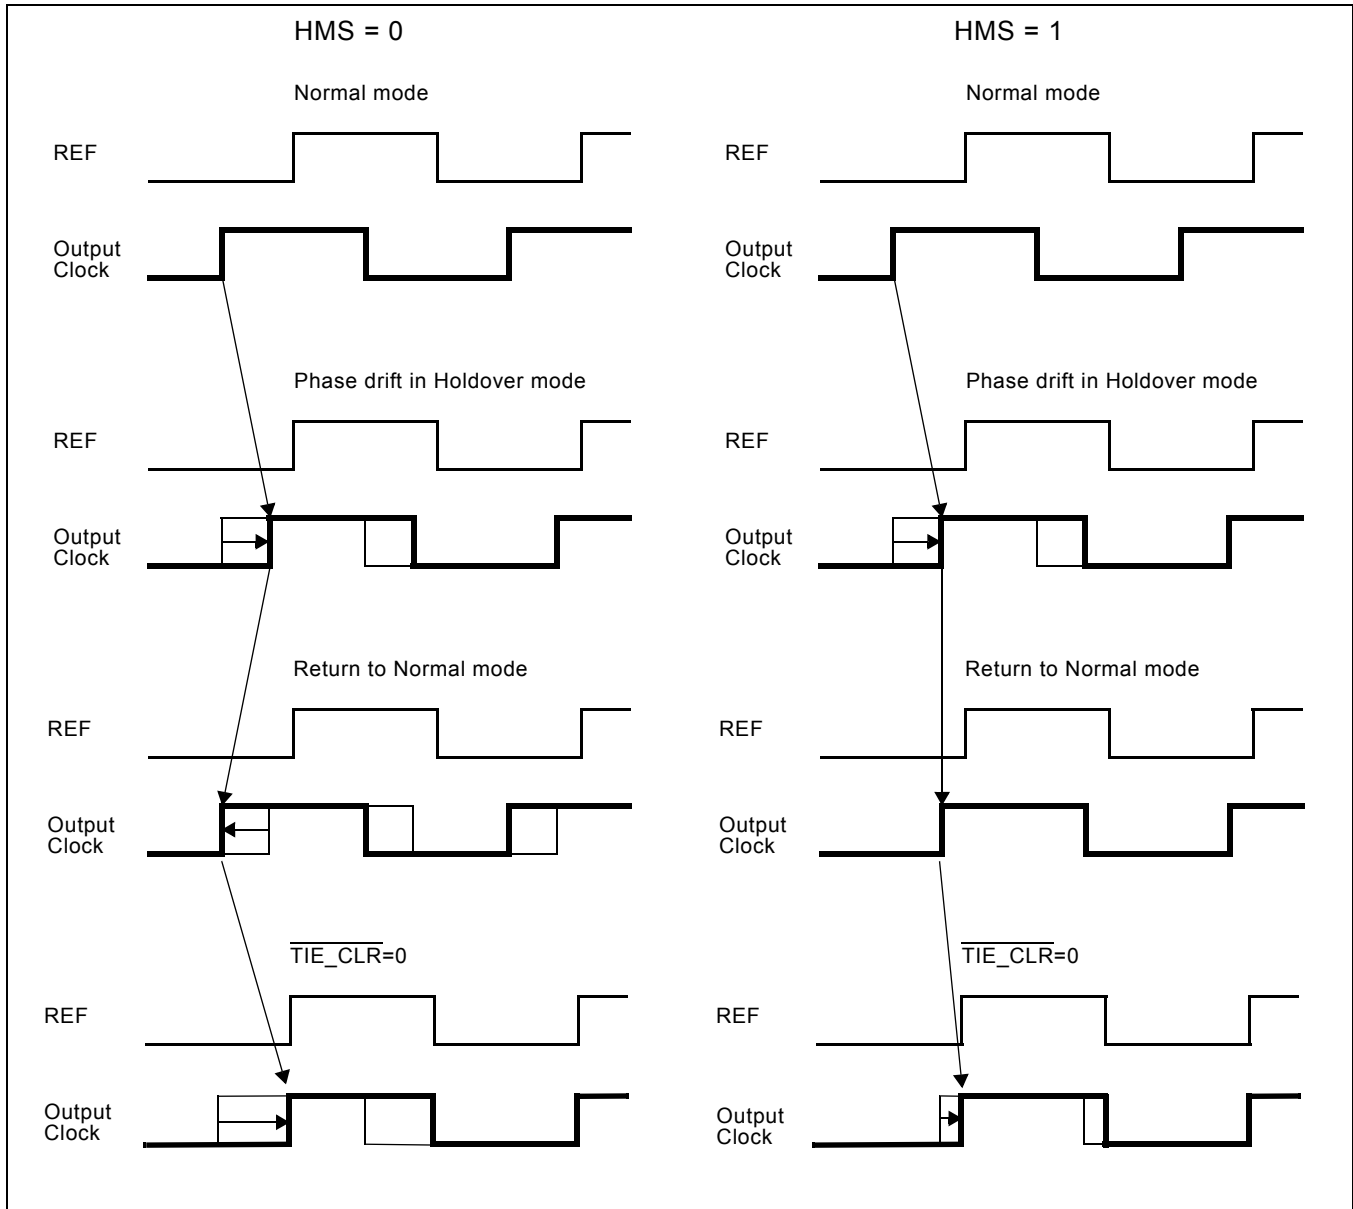 HMS = 0
Normal mode
REF
Output
Clock
Phase drift in Holdover mode
REF
Output
Clock
Return to Normal mode
REF
Output
Clock
TIE_CLR=0
REF
Output
Clock
HMS = 1
Normal mode
REF
Output
Clock
Phase drift in Holdover mode
REF
Output
Clock
Return to Normal mode
REF
Output
Clock
TIE_CLR=0
REF
Output
Clock